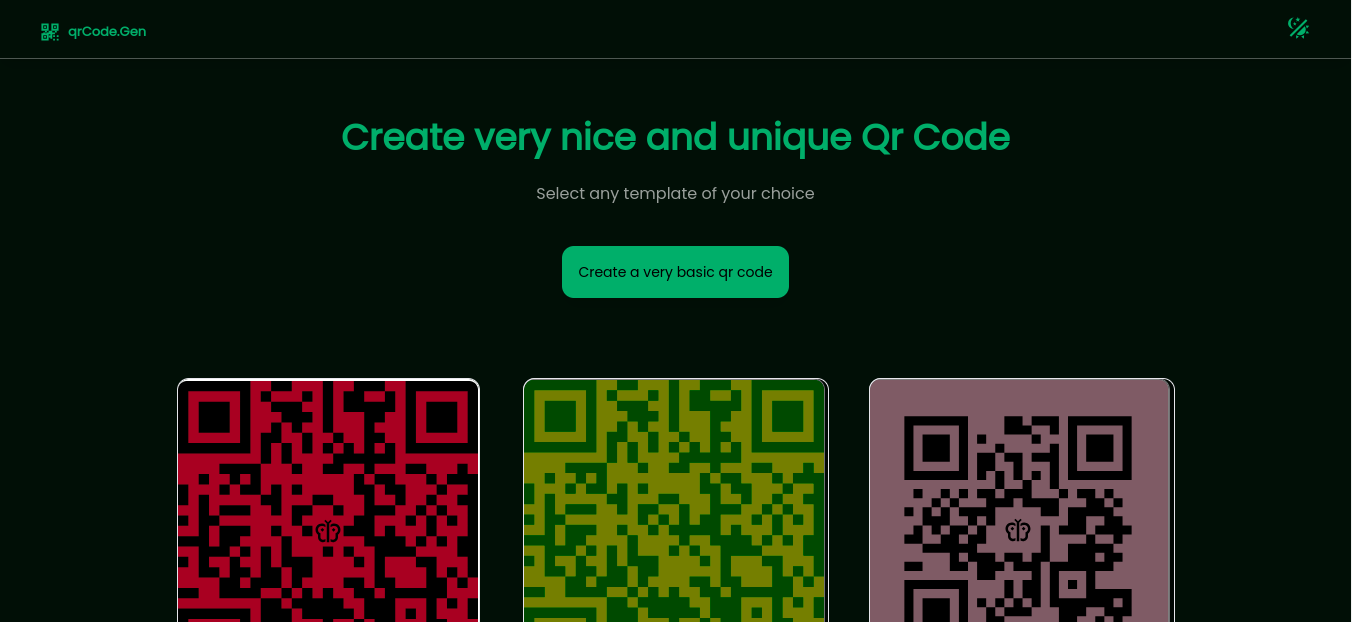 qrCode.Gen
Create very nice and unique Qr Code
Select any template of your choice
Create a very basic qr code